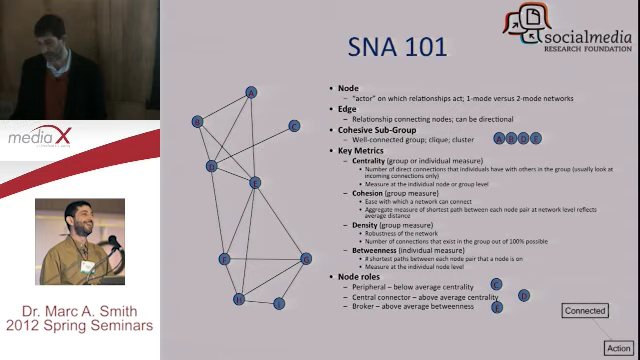 socialmedia
RESEARCH FOUNDATION
SNA 101
media X
Dr. Marc A. Smith
2012 Spring Seminars
A
B
C
D
E
F
G
H
I
• Node
– "actor" on which relationships act; 1-mode versus 2-mode networks
• Edge
– Relationship connecting nodes; can be directional
• Cohesive Sub-Group
– Well-connected group; clique; cluster A B D E
• Key Metrics
– Centrality (group or individual measure)
• Number of direct connections that individuals have with others in the group (usually look at
incoming connections only)
• Measure at the individual node or group level
– Cohesion (group measure)
• Ease with which a network can connect
• Aggregate measure of shortest path between each node pair at network level reflects
average distance
– Density (group measure)
• Robustness of the network
• Number of connections that exist in the group out of 100% possible
– Betweenness (individual measure)
• # shortest paths between each node pair that a node is on
• Measure at the individual node level
• Node roles
– Peripheral – below average centrality C
– Central connector – above average centrality D
– Broker – above average betweenness E
Connected
Action